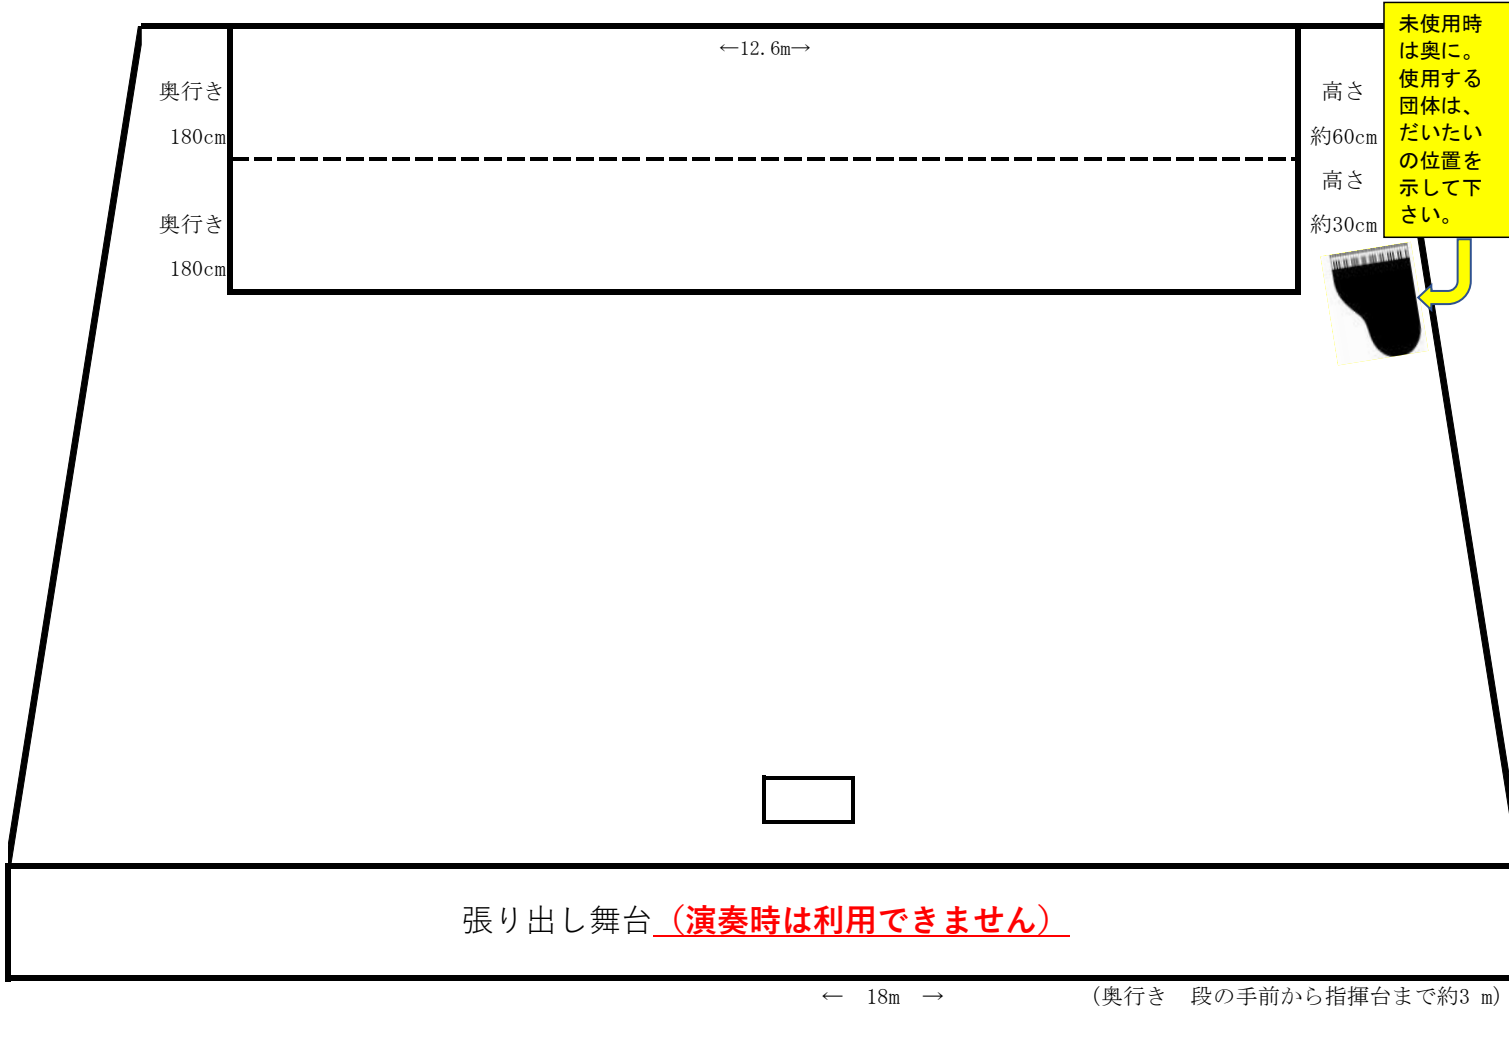 ←12.6m→
奥行き
180cm
奥行き
180cm
高さ
約60cm
高さ
約30cm
未使用時
は奥に。
使用する
団体は、
だいたい
の位置を
示して下
さい。
張り出し舞台（演奏時は利用できません）
← 18m →　（奥行き　段の手前から指揮台まで約3 m）